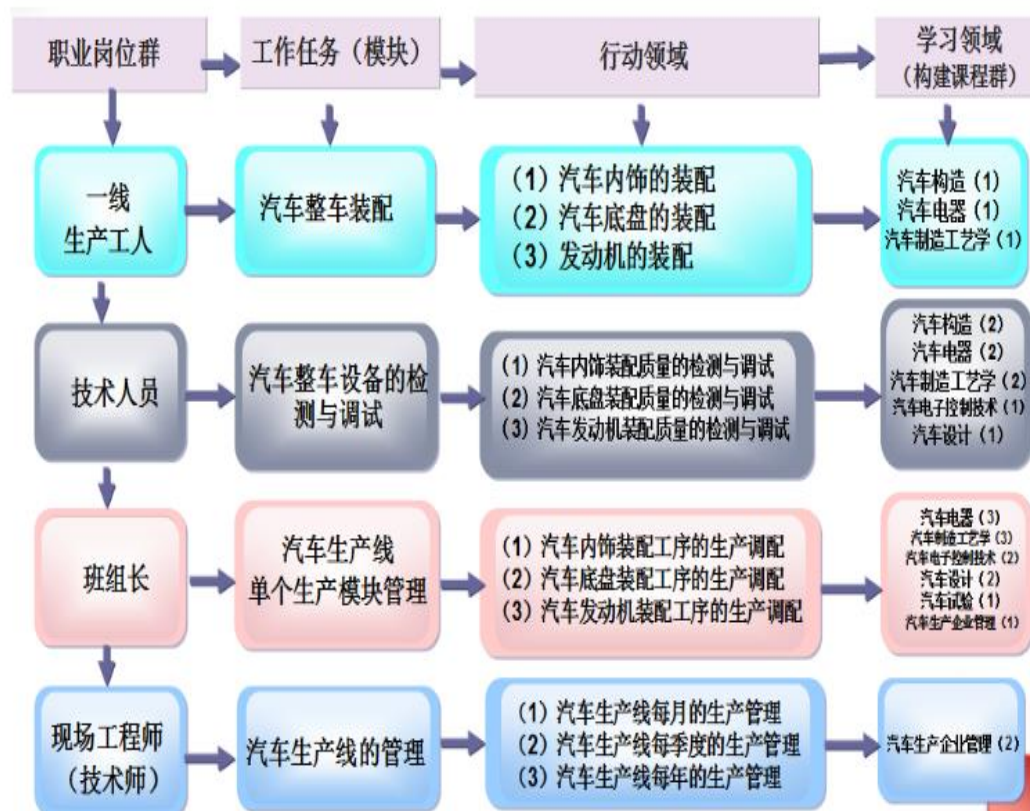 职业岗位群
工作任务（模块）
行动领域
学习领域
（构建课程群）
一线
生产工人
汽车整车装配
（1）汽车内饰的装配
（2）汽车底盘的装配
（3）发动机的装配
汽车构造（1）
汽车电器（1）
汽车制造工艺学（1）
技术人员
汽车整车设备的检
测与调试
（1）汽车内饰装配质量的检测与调试
（2）汽车底盘装配质量的检测与调试
（3）汽车发动机装配质量的检测与调试
汽车构造（2）
汽车电器（2）
汽车制造工艺学（2）
汽车电子控制技术（1）
汽车设计（1）
班组长
汽车生产线
单个生产模块管理
（1）汽车内饰装配工序的生产调配
（2）汽车底盘装配工序的生产调配
（3）汽车发动机装配工序的生产调配
汽车电器（3）
汽车制造工艺学（3）
汽车电子控制技术（2）
汽车设计（2）
汽车试验（1）
汽车生产企业管理（1）
现场工程师
（技术师）
汽车生产线的管理
（1）汽车生产线每月的生产管理
（2）汽车生产线每季度的生产管理
（3）汽车生产线每年的生产管理
汽车生产企业管理（2）